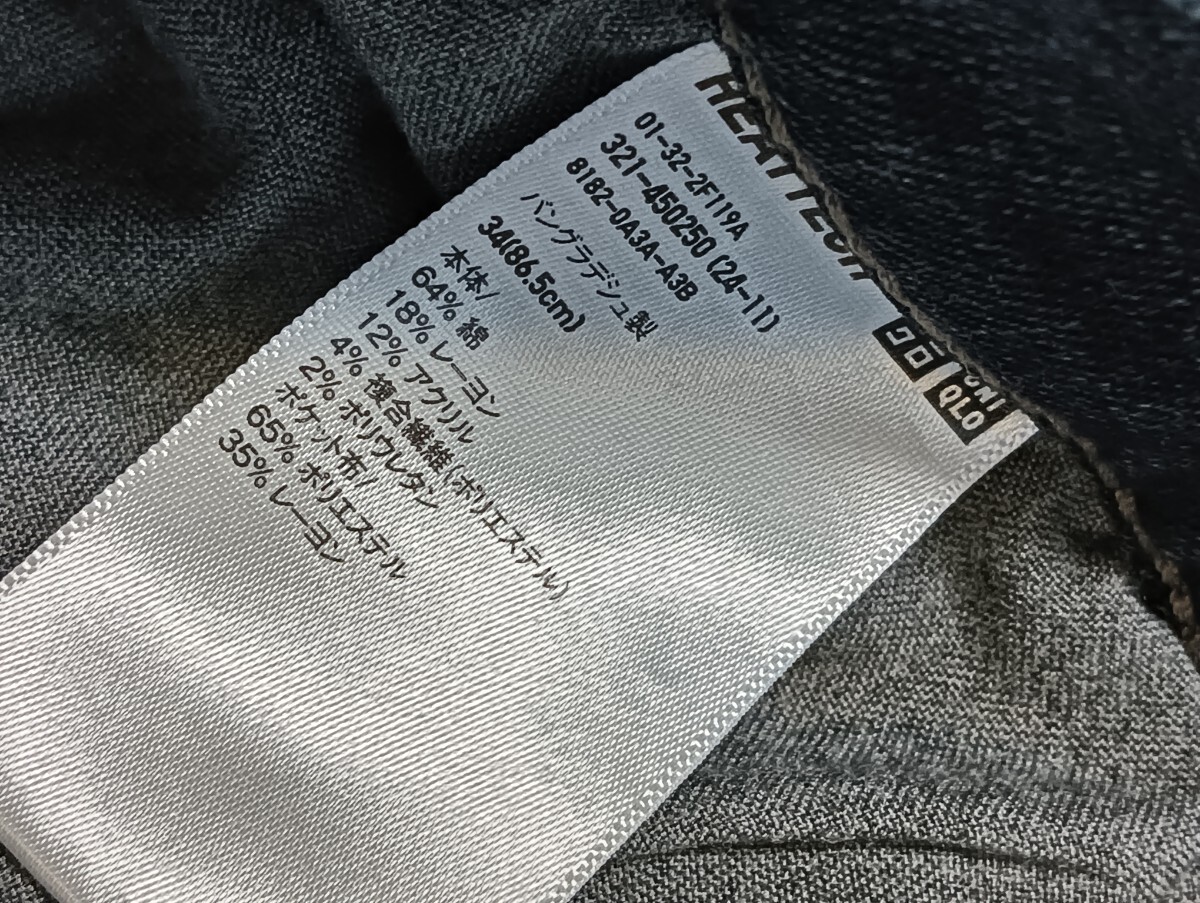 HEATTECH
01-32-2F119A
321-450250 (24-11)
8182-0A3A-A3B
バングラデシュ製
34(86.5cm)
本体/
64% 綿
18% レーヨン
12% アクリル
4% 複合繊維(ポリエステル)
2% ポリウレタン
ポケット布/
65% ポリエステル
35% レーヨン
ユニ
クロ
UNI
QLO